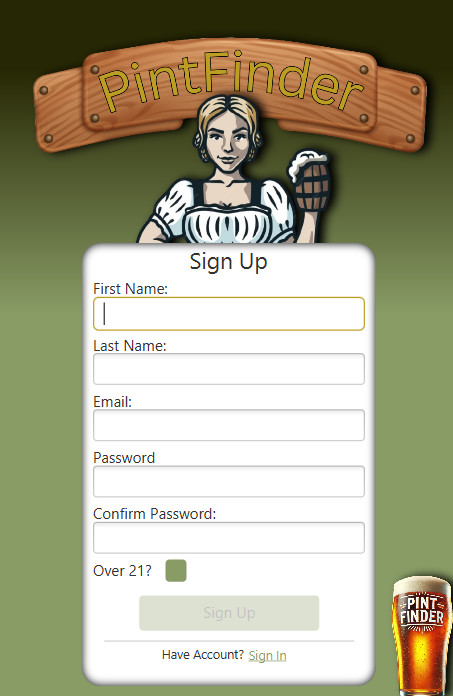 PintFinder
Sign Up
First Name:
Last Name:
Email:
Password
Confirm Password:
Over 21?
Sign Up
Have Account? Sign In
PINT
FINDER